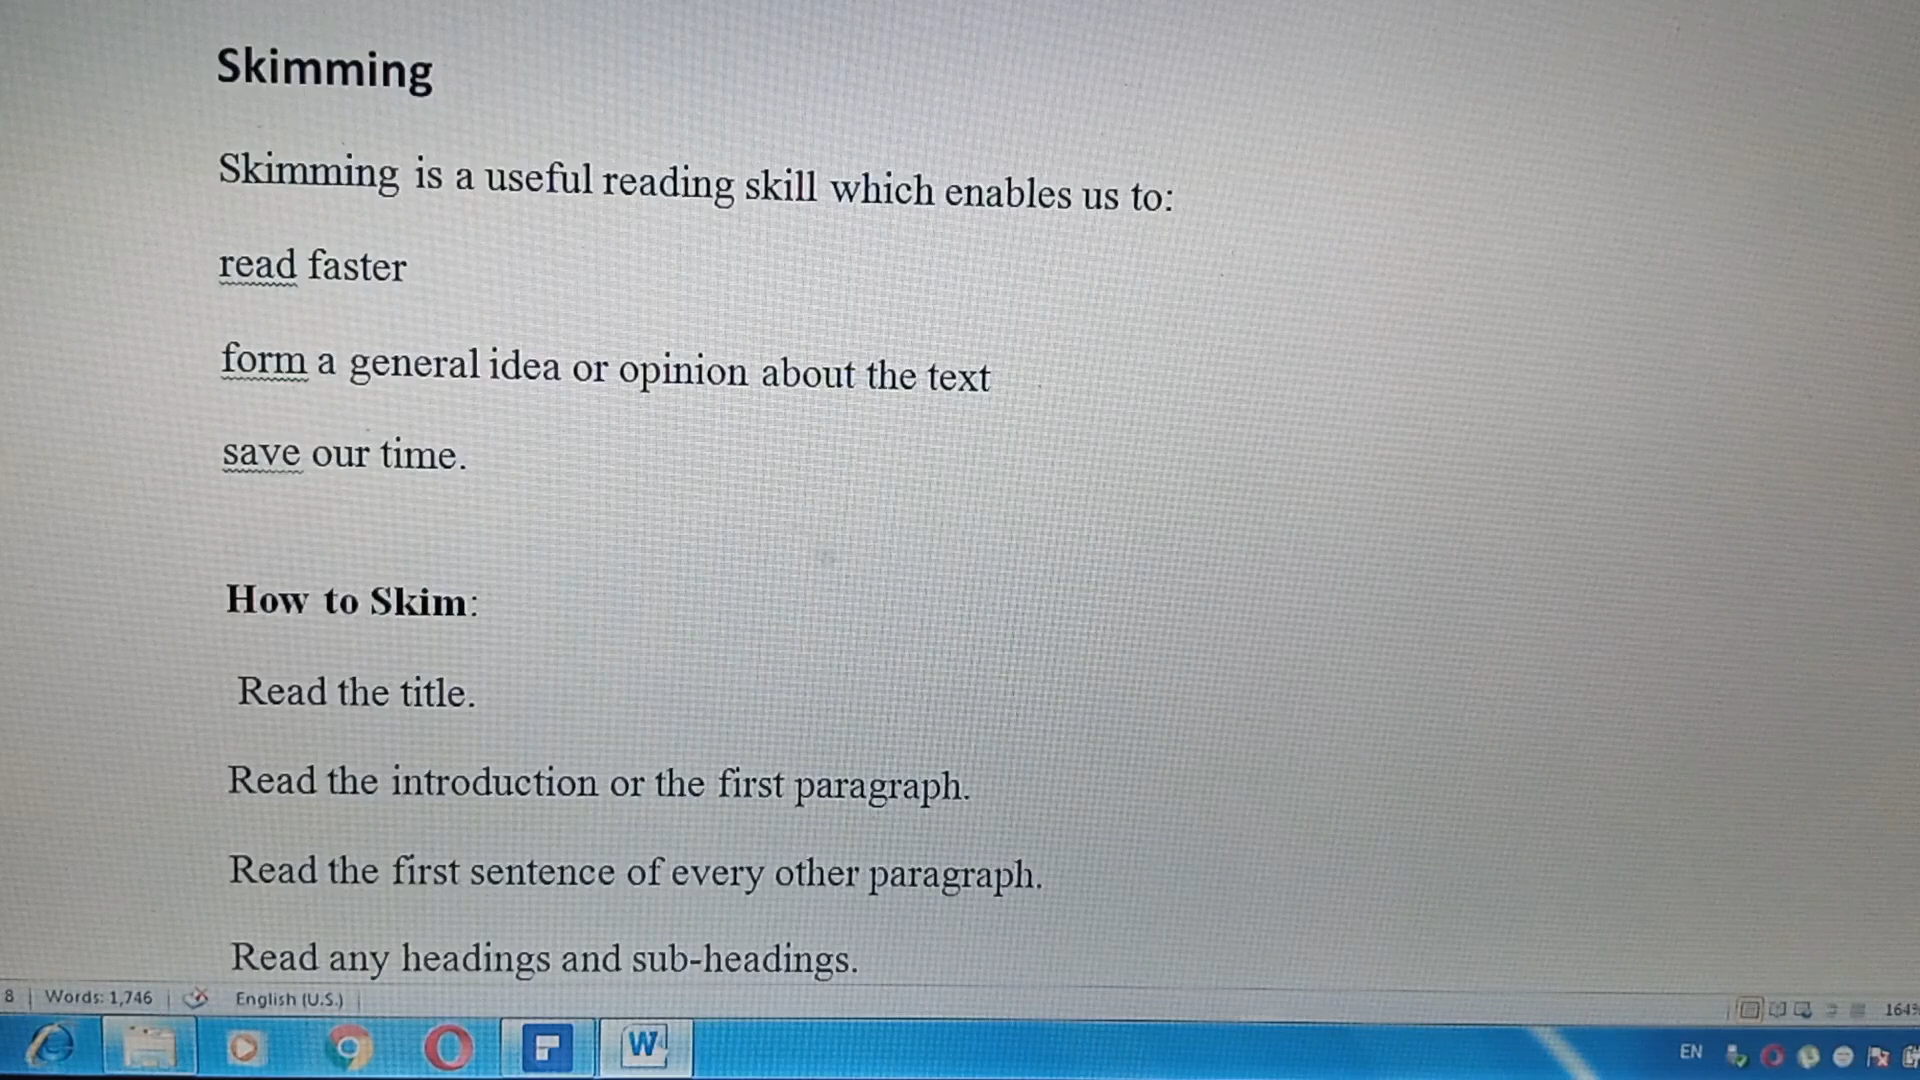 Skimming
Skimming is a useful reading skill which enables us to:
read faster
form a general idea or opinion about the text
save our time.
How to Skim:
Read the title.
Read the introduction or the first paragraph.
Read the first sentence of every other paragraph.
Read any headings and sub-headings.
8 Words: 1,746 English (U.S.) 164%
W EN